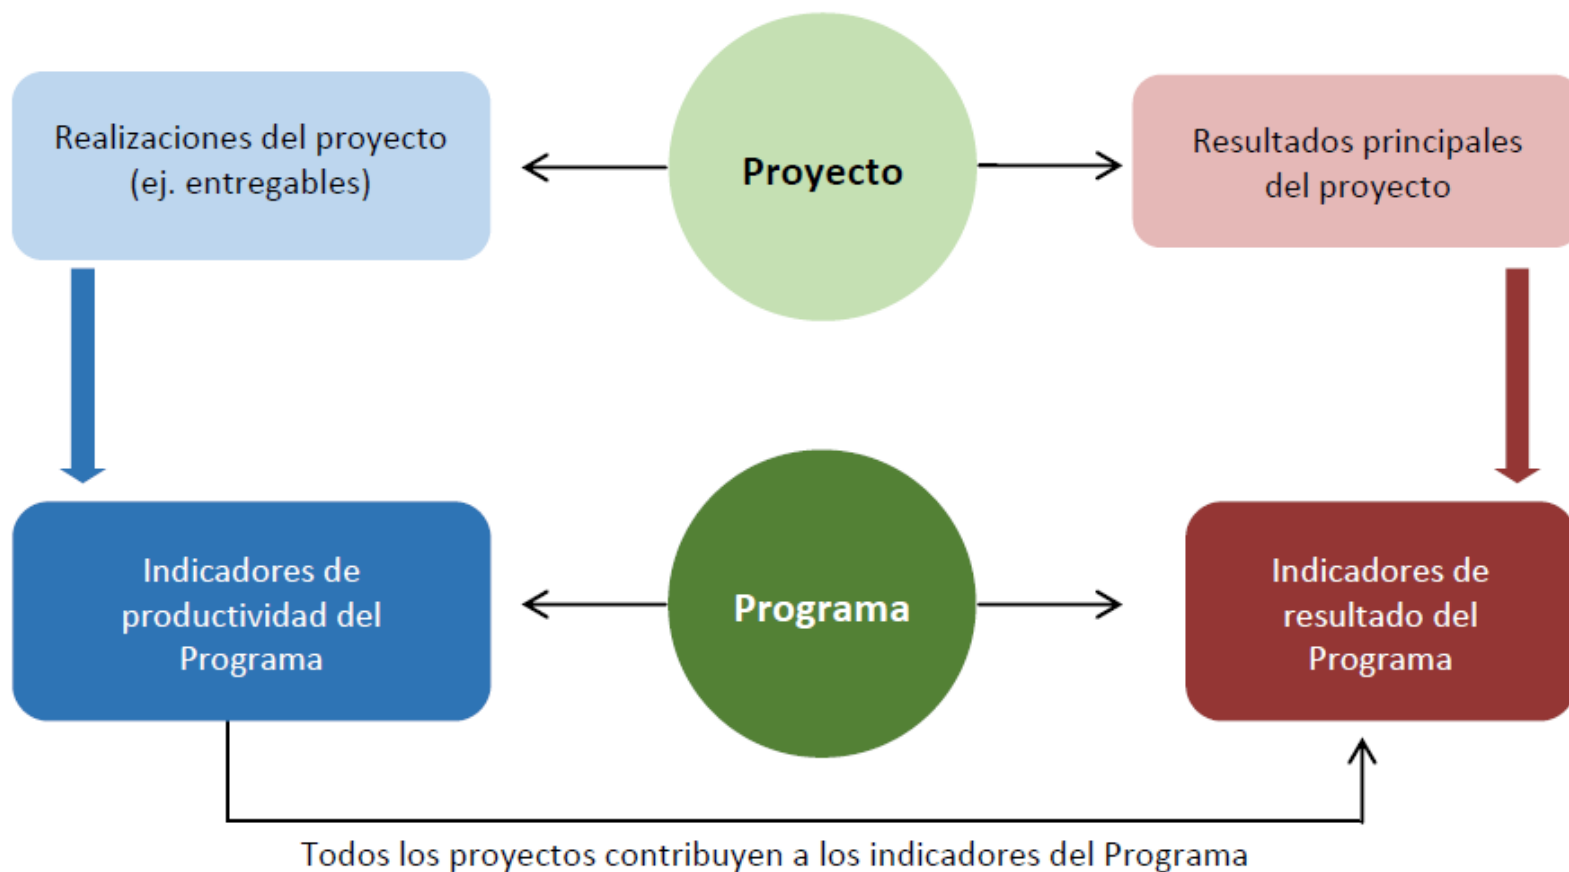 Realizaciones del proyecto
(ej. entregables)
Proyecto
Resultados principales
del proyecto
Indicadores de
productividad del
Programa
Programa
Indicadores de
resultado del
Programa
Todos los proyectos contribuyen a los indicadores del Programa